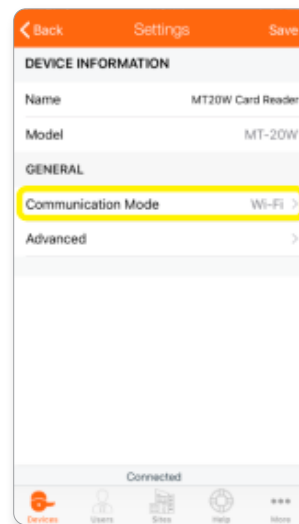 Back Settings Save
DEVICE INFORMATION
Name MT20W Card Reader
Model MT-20W
GENERAL
Communication Mode Wi-Fi
Advanced
Connected
Devices Users Sites Help More